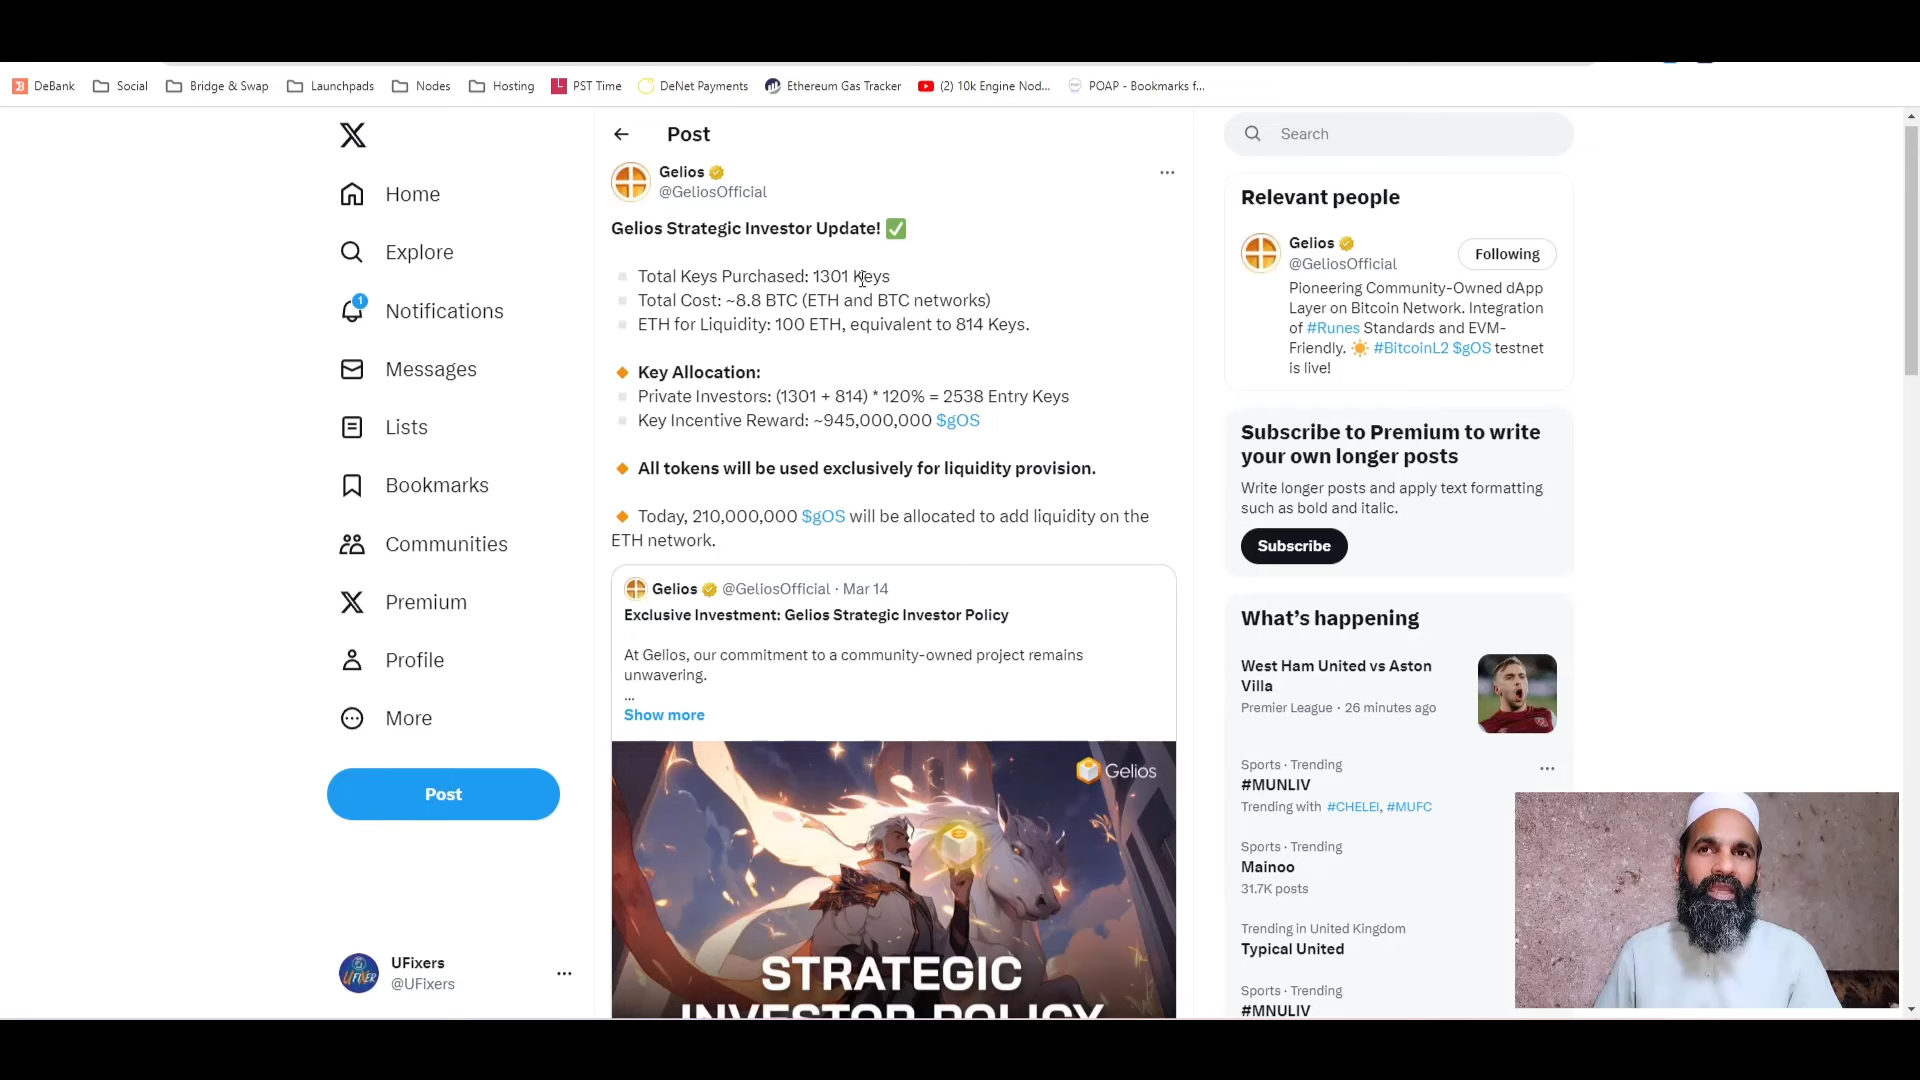 DeBank Social Bridge & Swap Launchpads Nodes Hosting PST Time DeNet Payments Ethereum Gas Tracker (2) 10k Engine Nod... POAP - Bookmarks f...
Home
Explore
1
Notifications
Messages
Lists
Bookmarks
Communities
Premium
Profile
More
Post
UFixers
@UFixers
Post
Gelios
@GeliosOfficial
Gelios Strategic Investor Update! ✅
Total Keys Purchased: 1301 Keys
Total Cost: ~8.8 BTC (ETH and BTC networks)
ETH for Liquidity: 100 ETH, equivalent to 814 Keys.
🔸 Key Allocation:
Private Investors: (1301 + 814) * 120% = 2538 Entry Keys
Key Incentive Reward: ~945,000,000 $gOS
🔸 All tokens will be used exclusively for liquidity provision.
🔸 Today, 210,000,000 $gOS will be allocated to add liquidity on the
ETH network.
Gelios @GeliosOfficial · Mar 14
Exclusive Investment: Gelios Strategic Investor Policy
At Gelios, our commitment to a community-owned project remains
unwavering.
...
Show more
Gelios
STRATEGIC
INVESTOR POLICY
Search
Relevant people
Gelios
@GeliosOfficial
Following
Pioneering Community-Owned dApp
Layer on Bitcoin Network. Integration
of #Runes Standards and EVM-
Friendly. ☀️ #BitcoinL2 $gOS testnet
is live!
Subscribe to Premium to write
your own longer posts
Write longer posts and apply text formatting
such as bold and italic.
Subscribe
What's happening
West Ham United vs Aston
Villa
Premier League · 26 minutes ago
Sports · Trending
#MUNLIV
Trending with #CHELEI, #MUFC
Sports · Trending
Mainoo
31.7K posts
Trending in United Kingdom
Typical United
Sports · Trending
#MNULIV